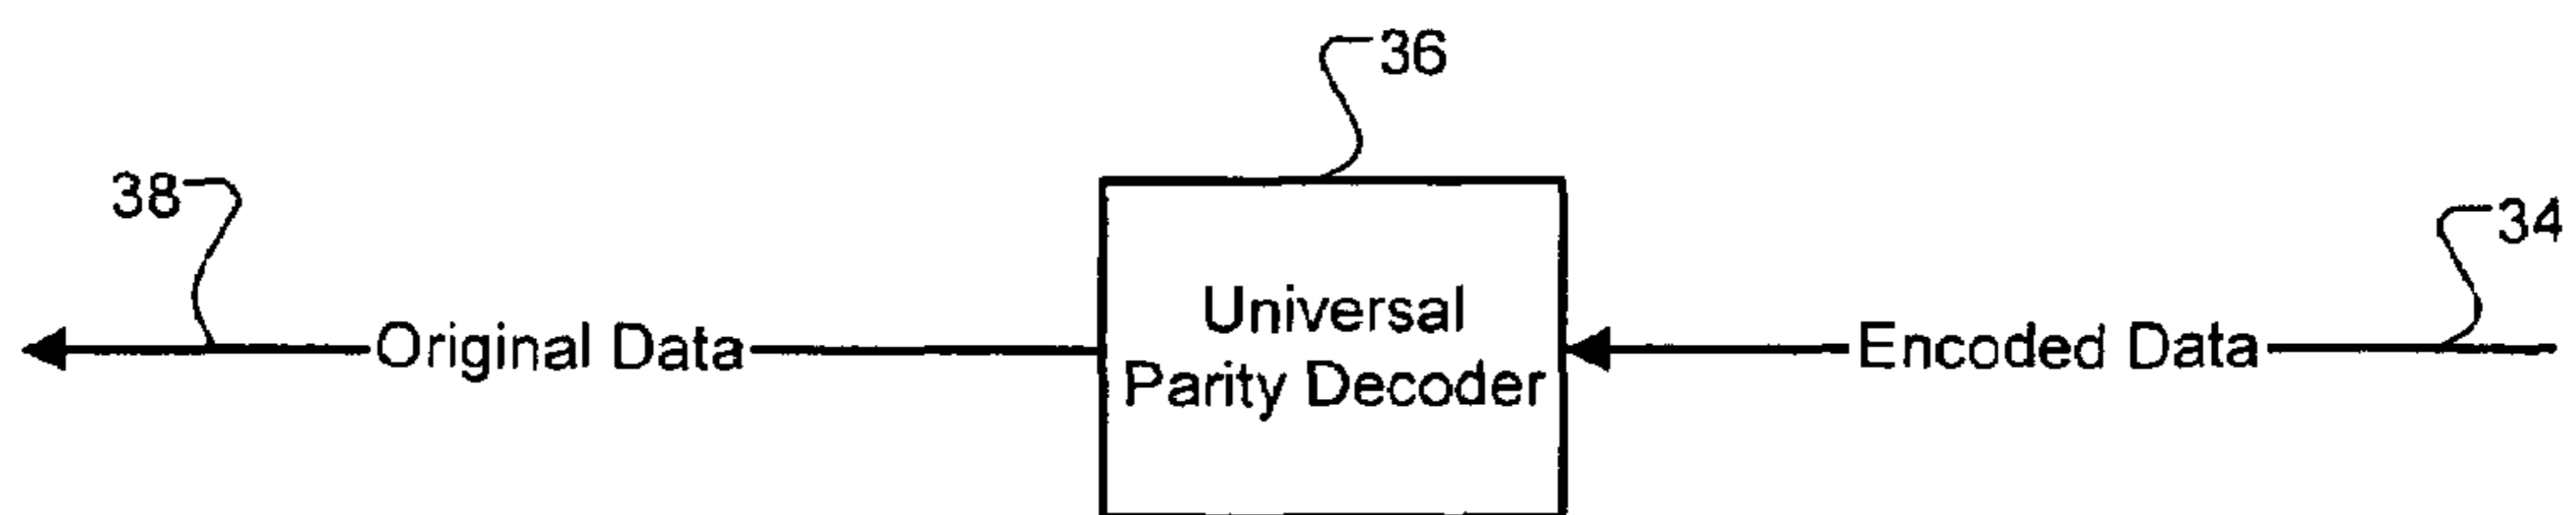 36
38
34
Universal
Parity Decoder
Original Data
Encoded Data